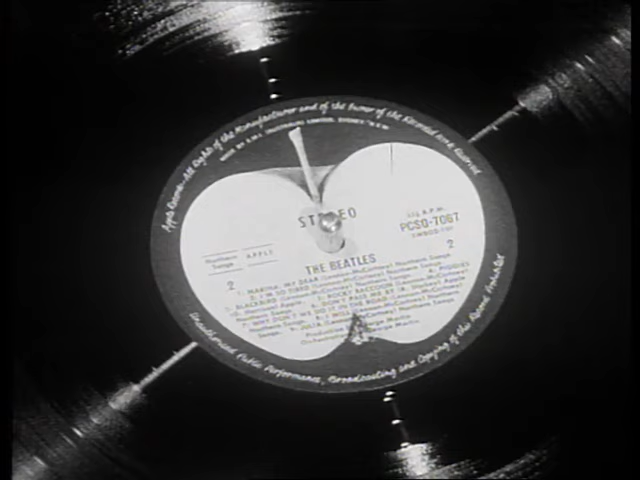 Apple Records—All Rights of the Manufacturer and of the Owner of the Recorded Work Reserved
MADE BY E.M.I. (AUSTRALIA) LIMITED, SYDNEY N.S.W.
STEREO
33⅓ R.P.M.
PCSO-7067
Northern Songs
APPLE
2
2
THE BEATLES
1. MARTHA, MY DEAR (Lennon-McCartney) Northern Songs
2. I'M SO TIRED (Lennon-McCartney) Northern Songs 3.
BLACKBIRD (Lennon-McCartney) Northern Songs 4. PIGGIES
(G. Harrison) Apple 5. ROCKY RACCOON (Lennon-McCartney)
Northern Songs 6. DON'T PASS ME BY (R. Starkey) Apple
7. WHY DON'T WE DO IT IN THE ROAD (Lennon-McCartney)
Northern Songs 8. I WILL (Lennon-McCartney) Northern
Songs 9. JULIA (Lennon-McCartney) Northern Songs
Produced George Martin
George Martin
Unauthorised Public Performance, Broadcasting and Copying of this Record Prohibited